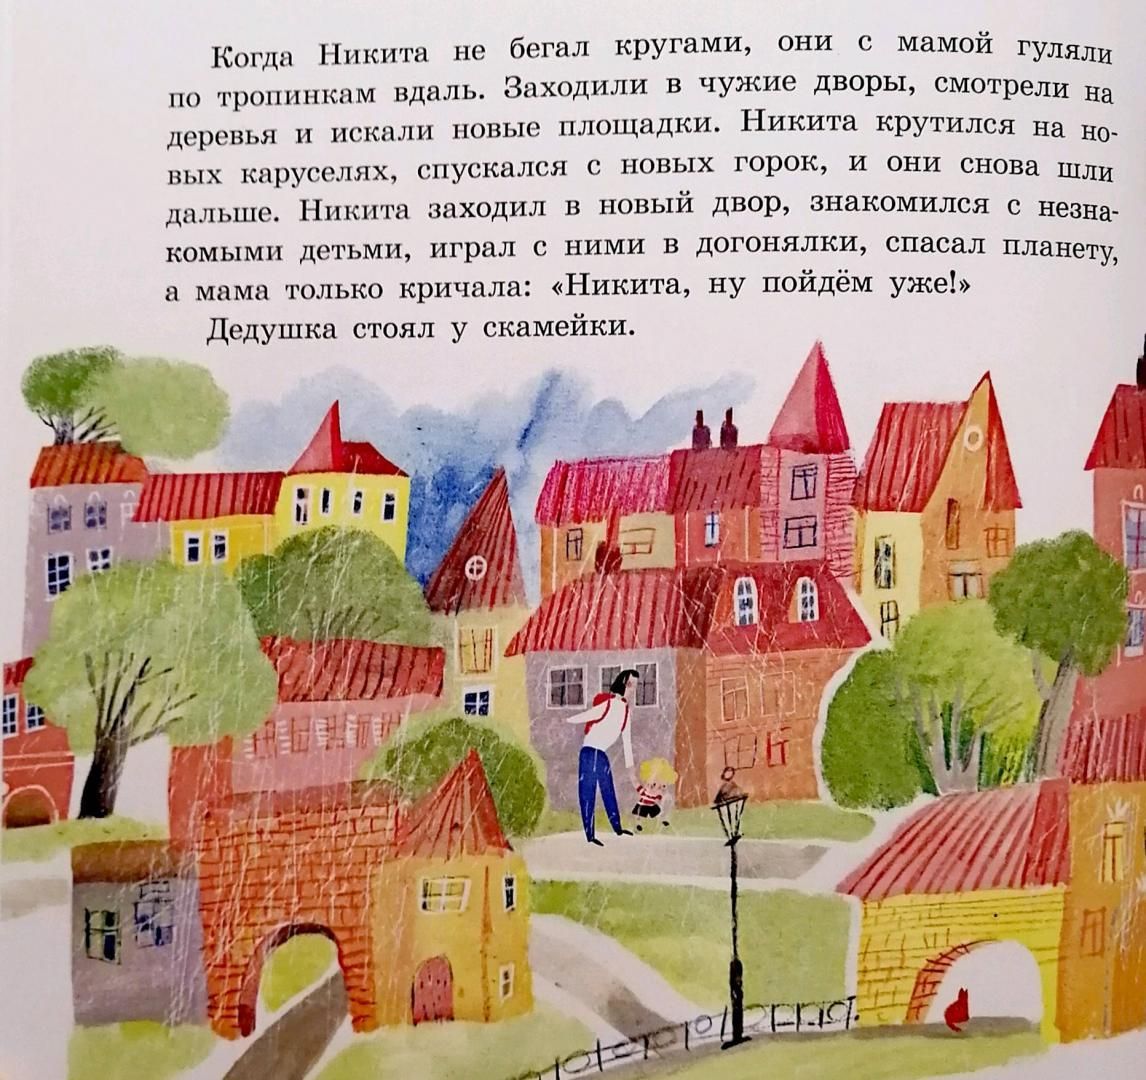 Когда Никита не бегал кругами, они с мамой гуляли
по тропинкам вдаль. Заходили в чужие дворы, смотрели на
деревья и искали новые площадки. Никита крутился на но-
вых каруселях, спускался с новых горок, и они снова шли
дальше. Никита заходил в новый двор, знакомился с незна-
комыми детьми, играл с ними в догонялки, спасал планету,
а мама только кричала: «Никита, ну пойдём уже!»
Дедушка стоял у скамейки.